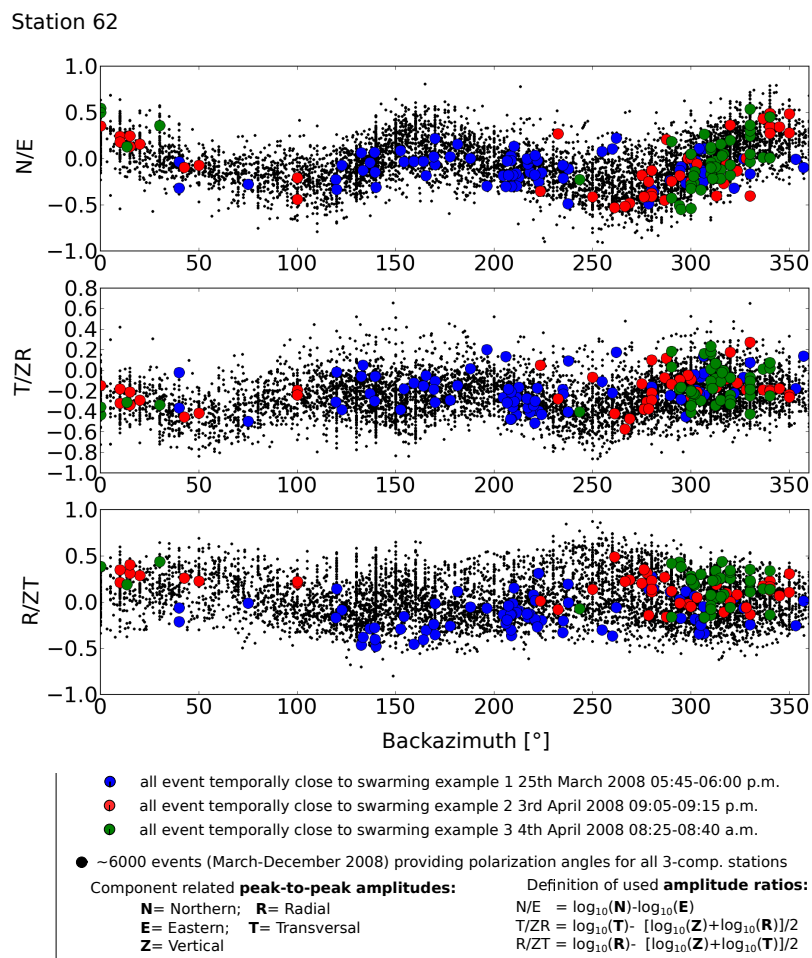 Station 62
1.0
0.5
0.0
−0.5
−1.0
N/E
0 50 100 150 200 250 300 350
0.8
0.6
0.4
0.2
0.0
−0.2
−0.4
−0.6
−0.8
−1.0
T/ZR
0 50 100 150 200 250 300 350
1.0
0.5
0.0
−0.5
−1.0
R/ZT
0 50 100 150 200 250 300 350
Backazimuth [°]
all event temporally close to swarming example 1 25th March 2008 05:45-06:00 p.m.
all event temporally close to swarming example 2 3rd April 2008 09:05-09:15 p.m.
all event temporally close to swarming example 3 4th April 2008 08:25-08:40 a.m.
~6000 events (March-December 2008) providing polarization angles for all 3-comp. stations
Component related peak-to-peak amplitudes:
N= Northern; R= Radial
E= Eastern; T= Transversal
Z= Vertical
Definition of used amplitude ratios:
N/E = log10(N)-log10(E)
T/ZR = log10(T)- [log10(Z)+log10(R)]/2
R/ZT = log10(R)- [log10(Z)+log10(T)]/2